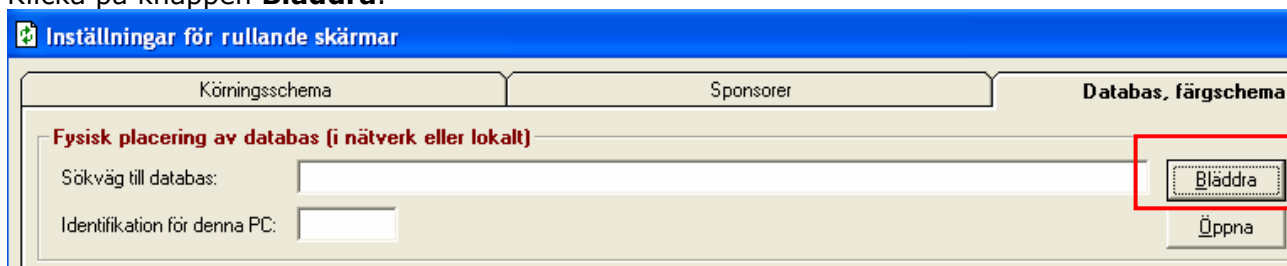 Klicka på knappen Bläddra.
Inställningar för rullande skärmar
Körningsschema Sponsorer Databas, färgschema
Fysisk placering av databas (i nätverk eller lokalt)
Sökväg till databas: Bläddra
Identifikation för denna PC: Öppna